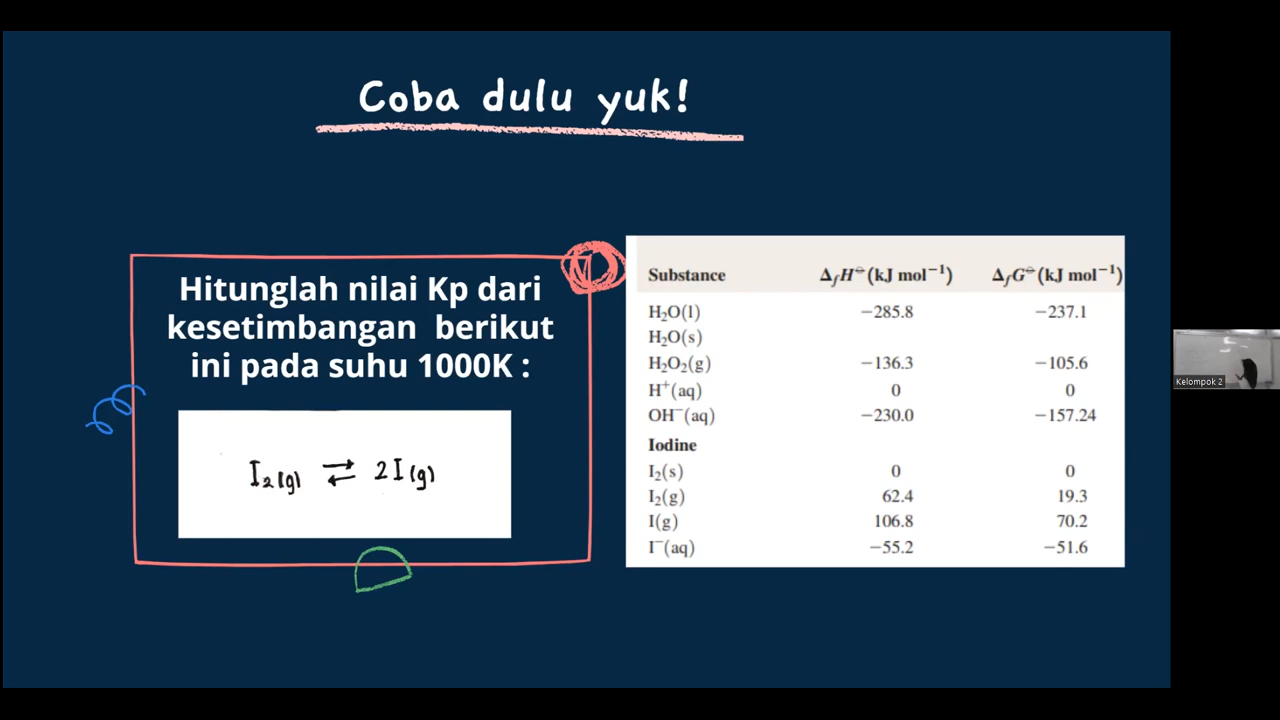 Coba dulu yuk!
Hitunglah nilai Kp dari
kesetimbangan berikut
ini pada suhu 1000K :
I₂(g) ⇄ 2I(g)
Substance ΔfH⦵(kJ mol⁻¹) ΔfG⦵(kJ mol⁻¹)
H₂O(l) −285.8 −237.1
H₂O(s)
H₂O₂(g) −136.3 −105.6
H⁺(aq) 0 0
OH⁻(aq) −230.0 −157.24
Iodine
I₂(s) 0 0
I₂(g) 62.4 19.3
I(g) 106.8 70.2
I⁻(aq) −55.2 −51.6
Kelompok 2